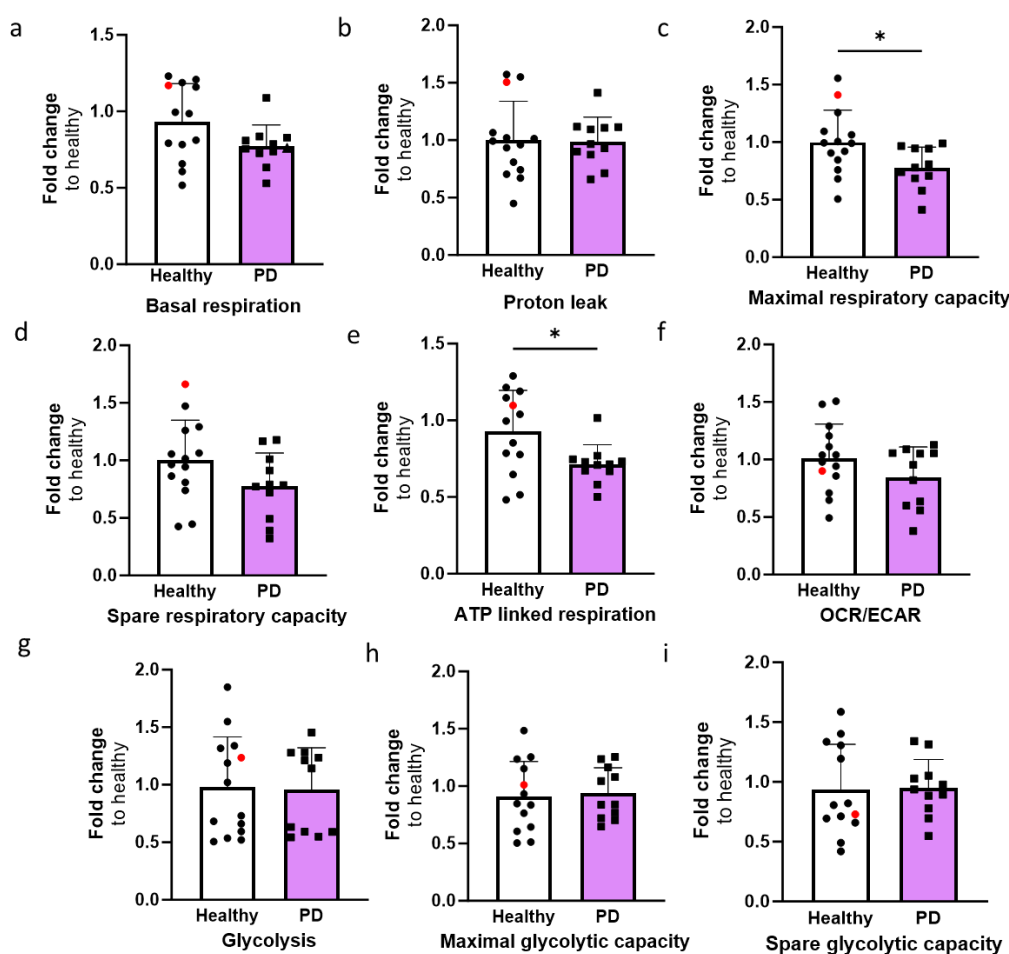 a
1.5
1.0
0.5
0.0
Fold change
to healthy
Healthy PD
Basal respiration
b
2.0
1.5
1.0
0.5
0.0
Fold change
to healthy
Healthy PD
Proton leak
c
2.0
1.5
1.0
0.5
0.0
Fold change
to healthy
*
Healthy PD
Maximal respiratory capacity
d
2.0
1.5
1.0
0.5
0.0
Fold change
to healthy
Healthy PD
Spare respiratory capacity
e
1.5
1.0
0.5
0.0
Fold change
to healthy
*
Healthy PD
ATP linked respiration
f
2.0
1.5
1.0
0.5
0.0
Fold change
to healthy
Healthy PD
OCR/ECAR
g
2.0
1.5
1.0
0.5
0.0
Fold change
to healthy
Healthy PD
Glycolysis
h
2.0
1.5
1.0
0.5
0.0
Fold change
to healthy
Healthy PD
Maximal glycolytic capacity
i
2.0
1.5
1.0
0.5
0.0
Fold change
to healthy
Healthy PD
Spare glycolytic capacity